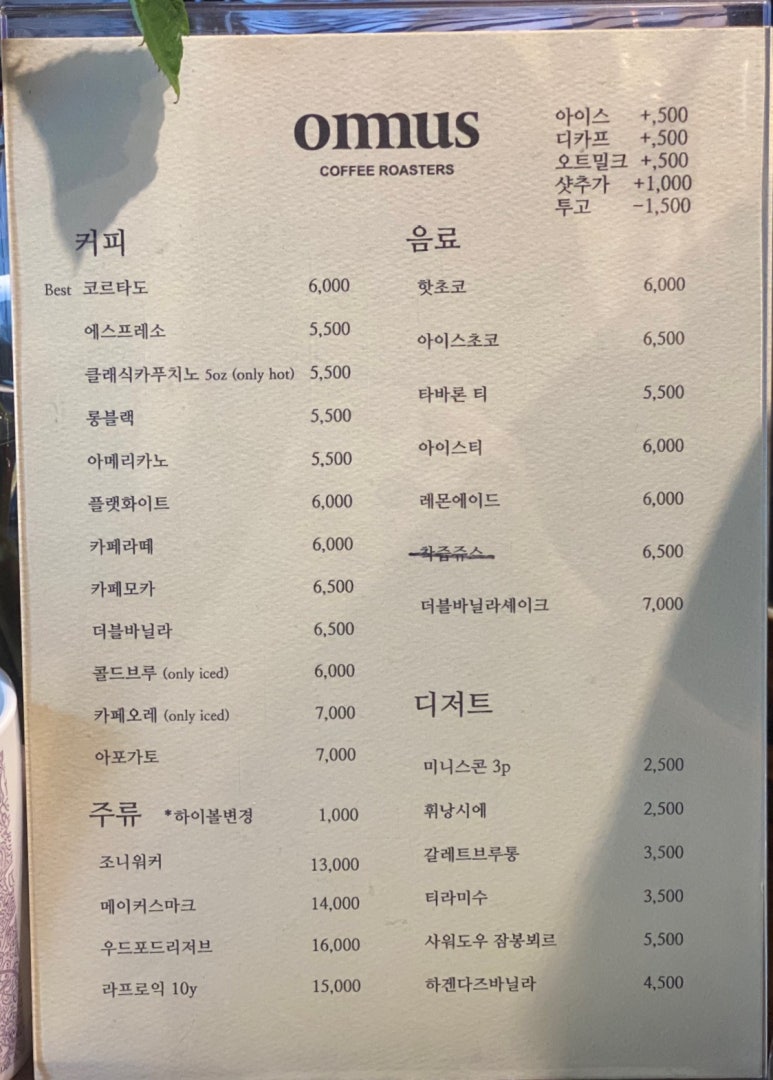 onnus
COFFEE ROASTERS
아이스 +,500
디카프 +,500
오트밀크 +,500
샷추가 +1,000
투고 -1,500
커피
Best 코르타도 6,000
에스프레소 5,500
클래식카푸치노 5oz (only hot) 5,500
롱블랙 5,500
아메리카노 5,500
플랫화이트 6,000
카페라떼 6,000
카페모카 6,500
더블바닐라 6,500
콜드브루 (only iced) 6,000
카페오레 (only iced) 7,000
아포가토 7,000
주류 *하이볼변경 1,000
조니워커 13,000
메이커스마크 14,000
우드포드리저브 16,000
라프로익 10y 15,000
음료
핫초코 6,000
아이스초코 6,500
타바론 티 5,500
아이스티 6,000
레몬에이드 6,000
착즙쥬스 6,500
더블바닐라셰이크 7,000
디저트
미니스콘 3p 2,500
휘낭시에 2,500
갈레트브루통 3,500
티라미수 3,500
사워도우 잠봉뵈르 5,500
하겐다즈바닐라 4,500